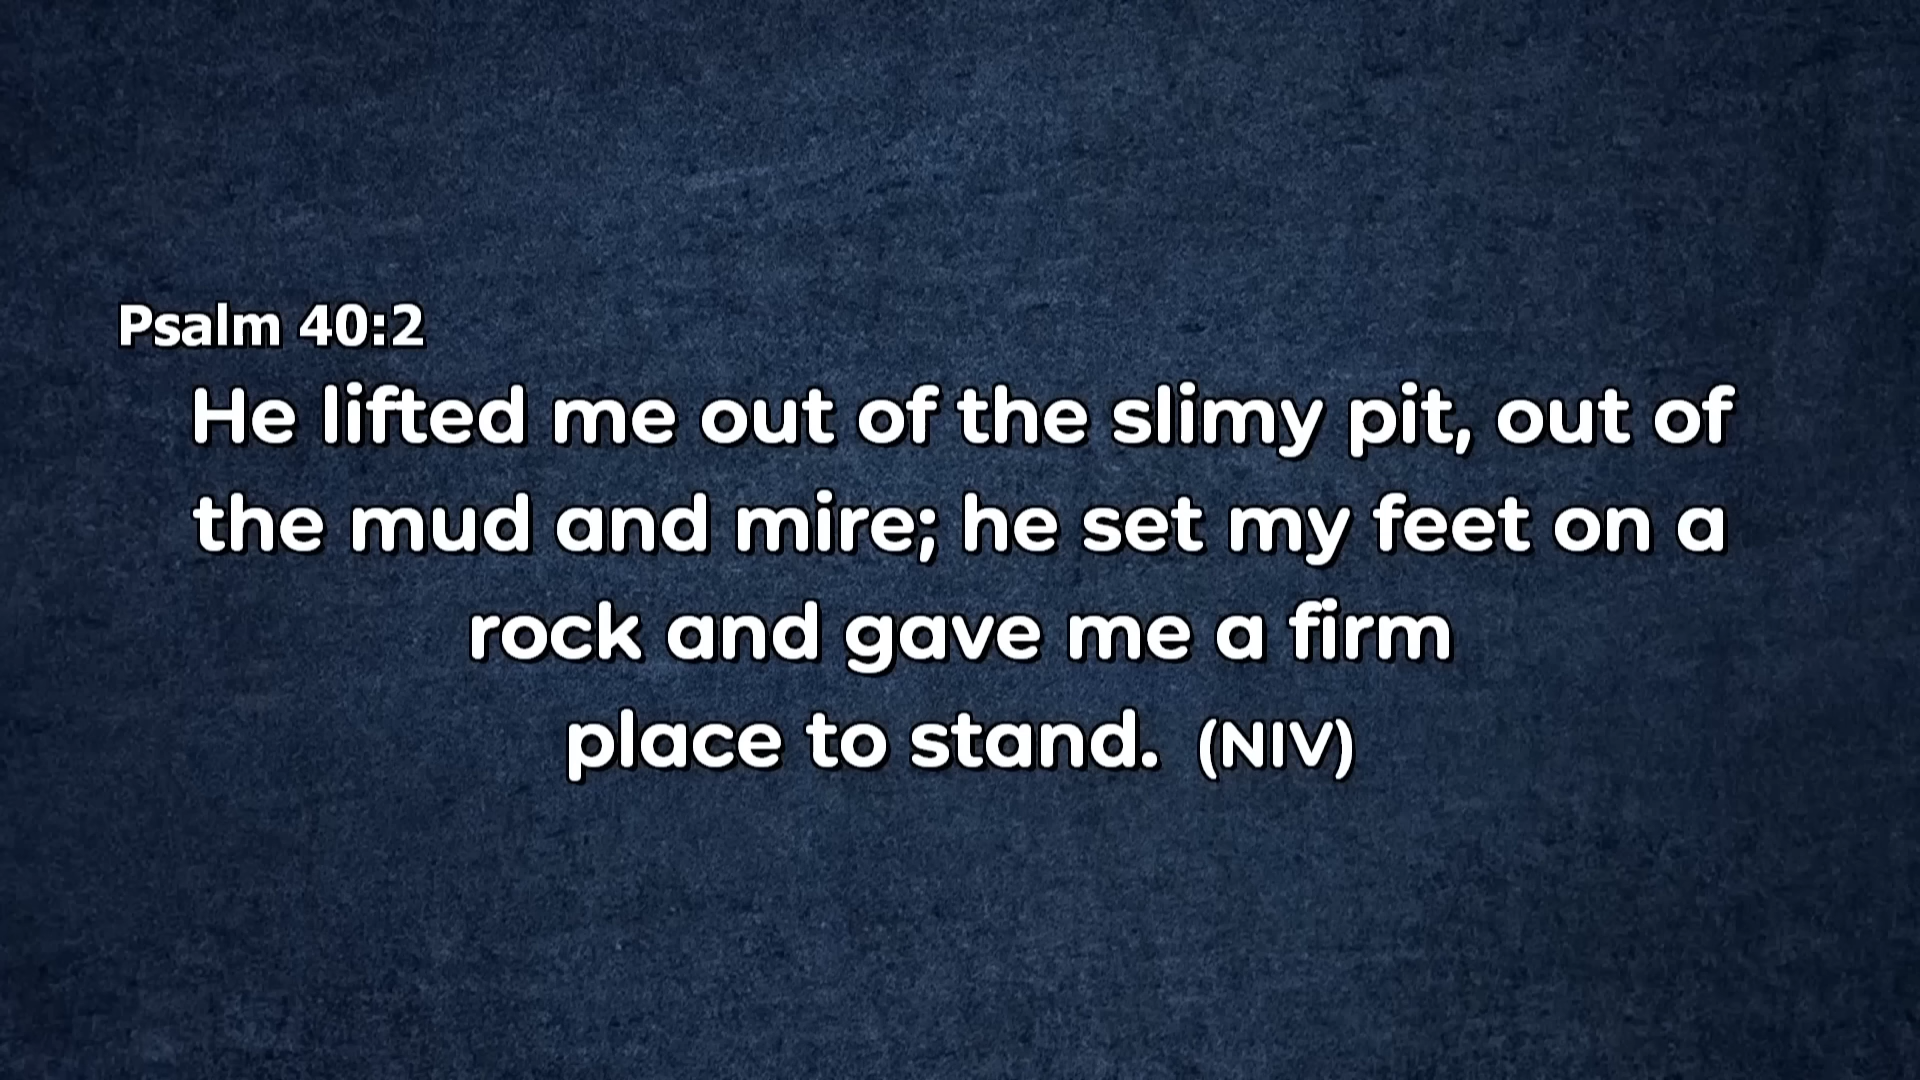 Psalm 40:2
He lifted me out of the slimy pit, out of
the mud and mire; he set my feet on a
rock and gave me a firm
place to stand. (NIV)